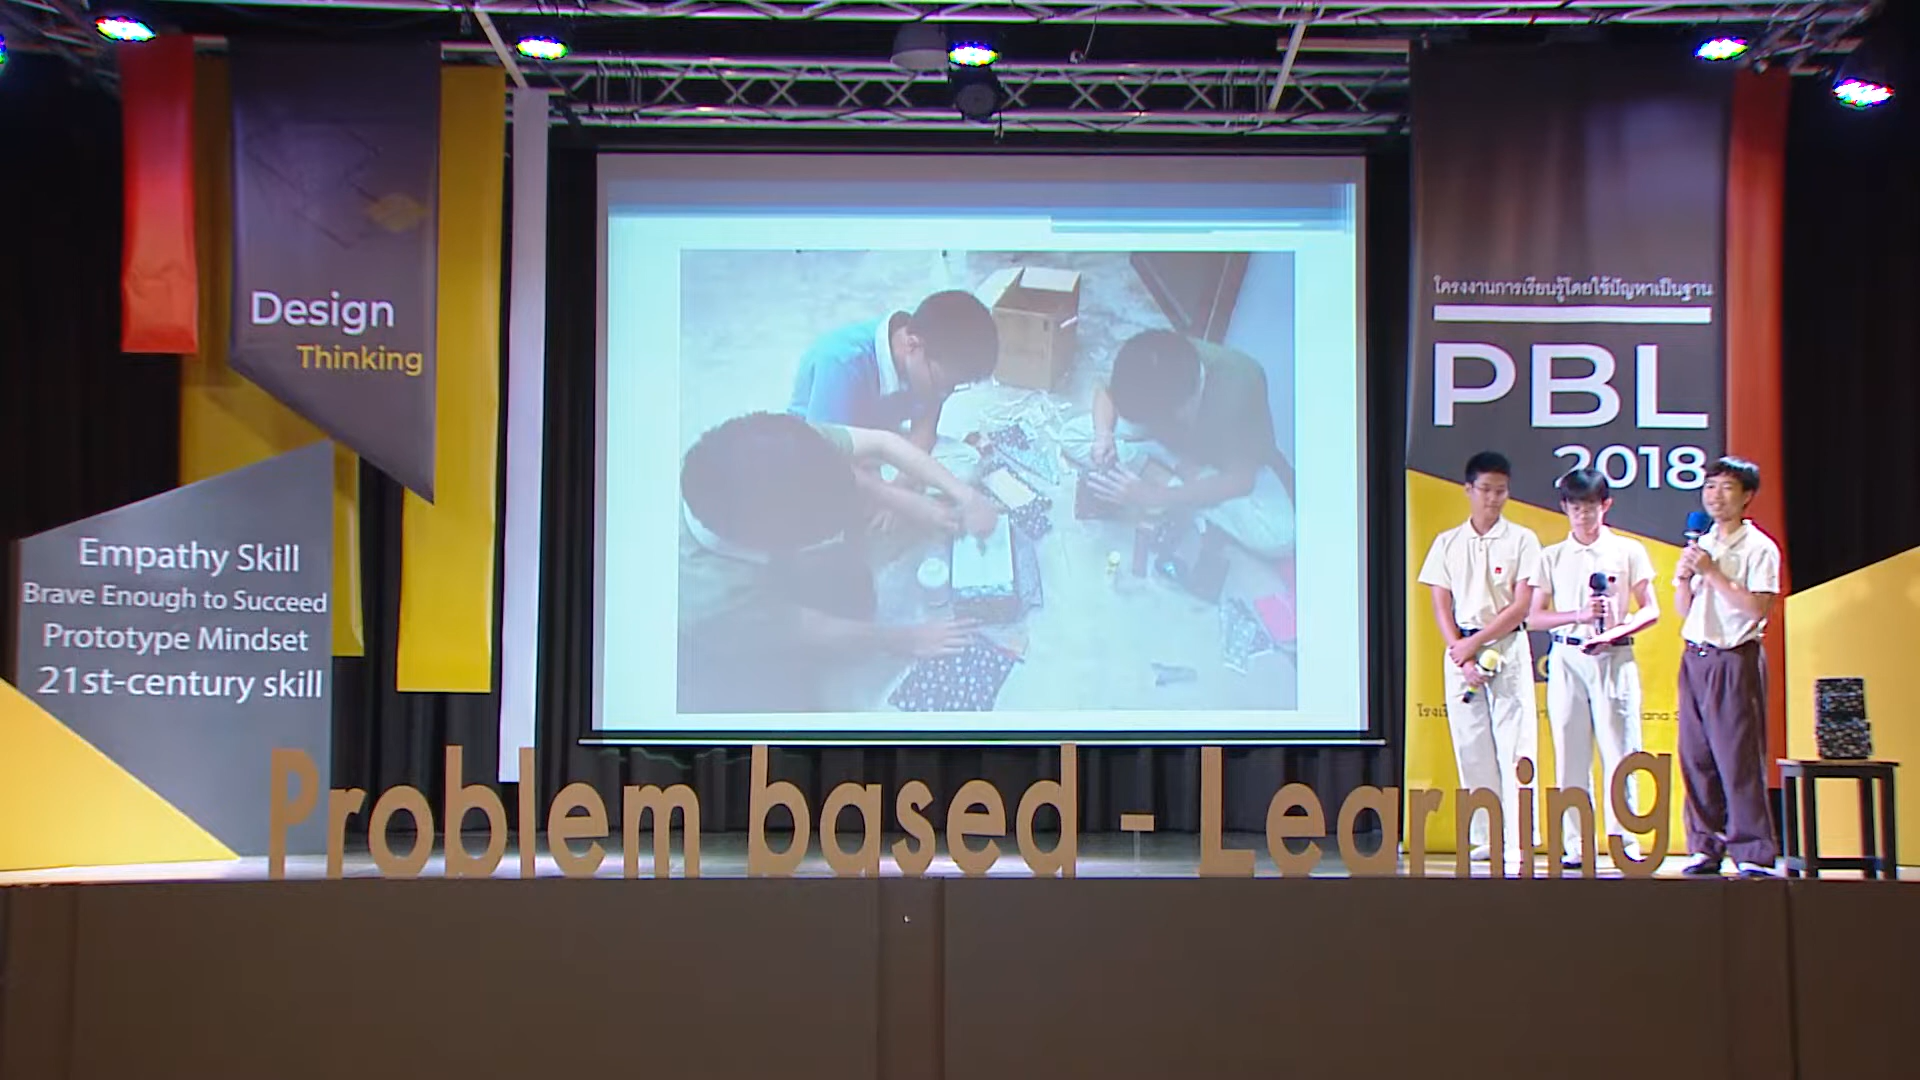 Design
Thinking
Empathy Skill
Brave Enough to Succeed
Prototype Mindset
21st-century skill
โครงงานการเรียนรู้โดยใช้ปัญหาเป็นฐาน
PBL
2018
Problem based - Learning